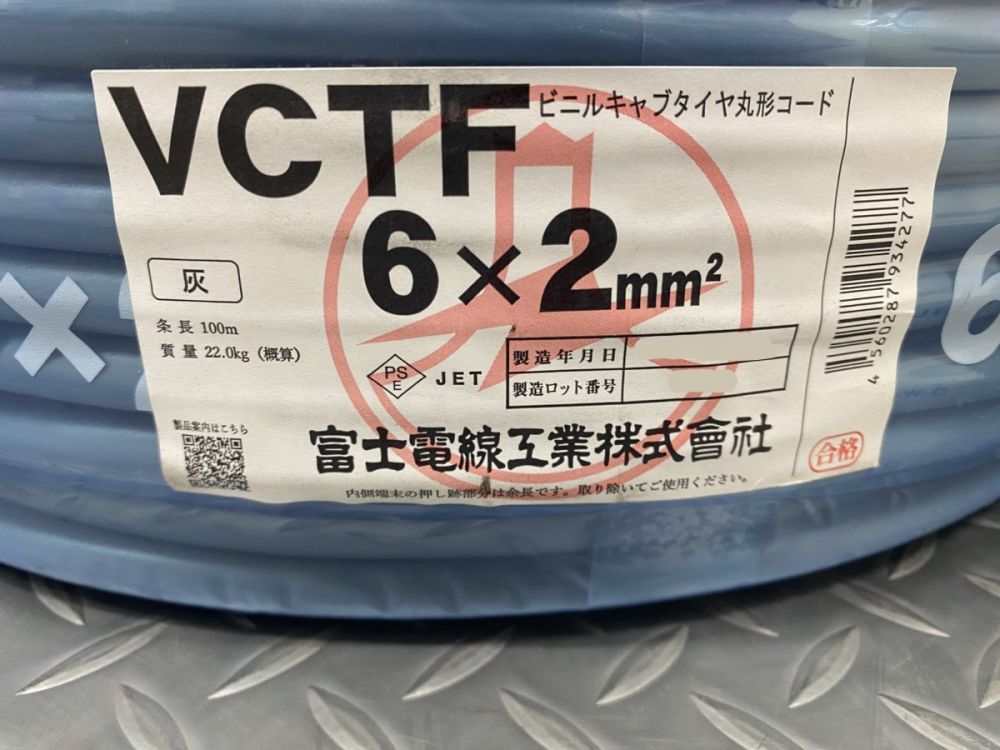 VCTF
ビニルキャブタイヤ丸形コード
6×2mm²
灰
条長 100m
質量 22.0kg (概算)
PS
E
JET
製造年月日
製造ロット番号
製品案内はこちら
富士電線工業株式會社
内側端末の押し跡部分は余長です。取り除いてご使用ください。
4 560287 934277
合格
×
6